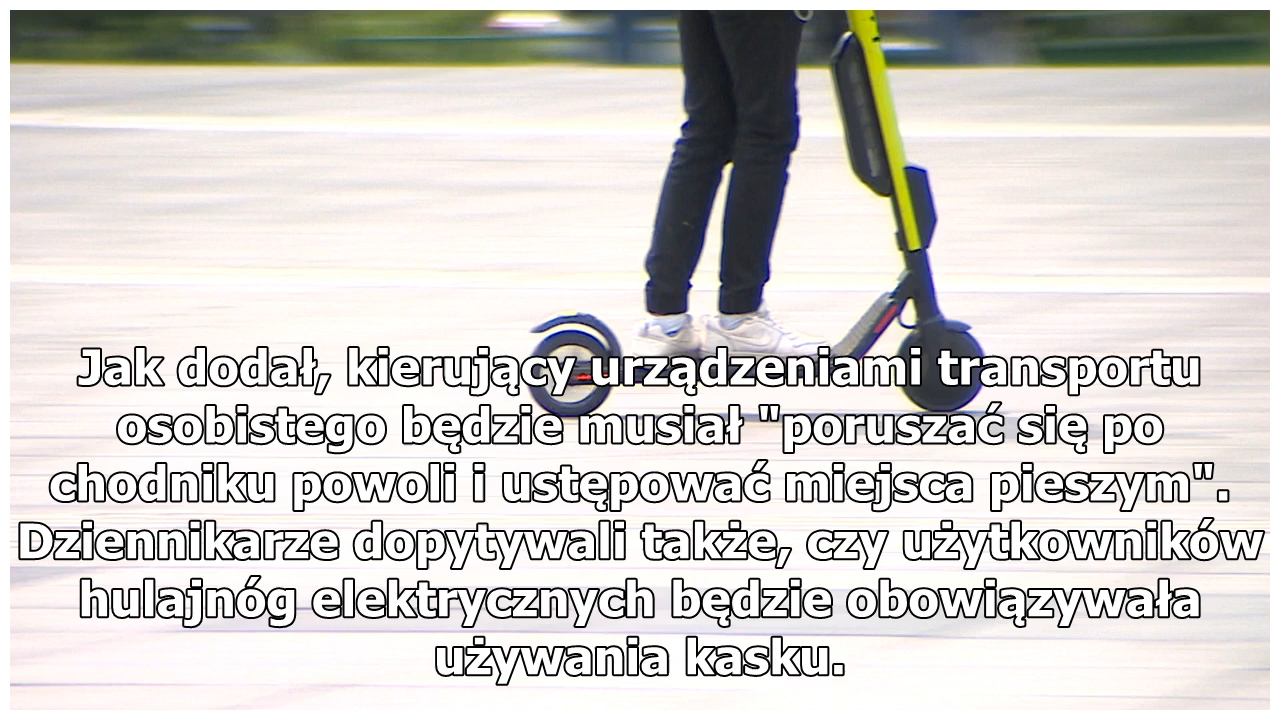 Jak dodał, kierujący urządzeniami transportu
osobistego będzie musiał "poruszać się po
chodniku powoli i ustępować miejsca pieszym".
Dziennikarze dopytywali także, czy użytkowników
hulajnóg elektrycznych będzie obowiązywała
używania kasku.